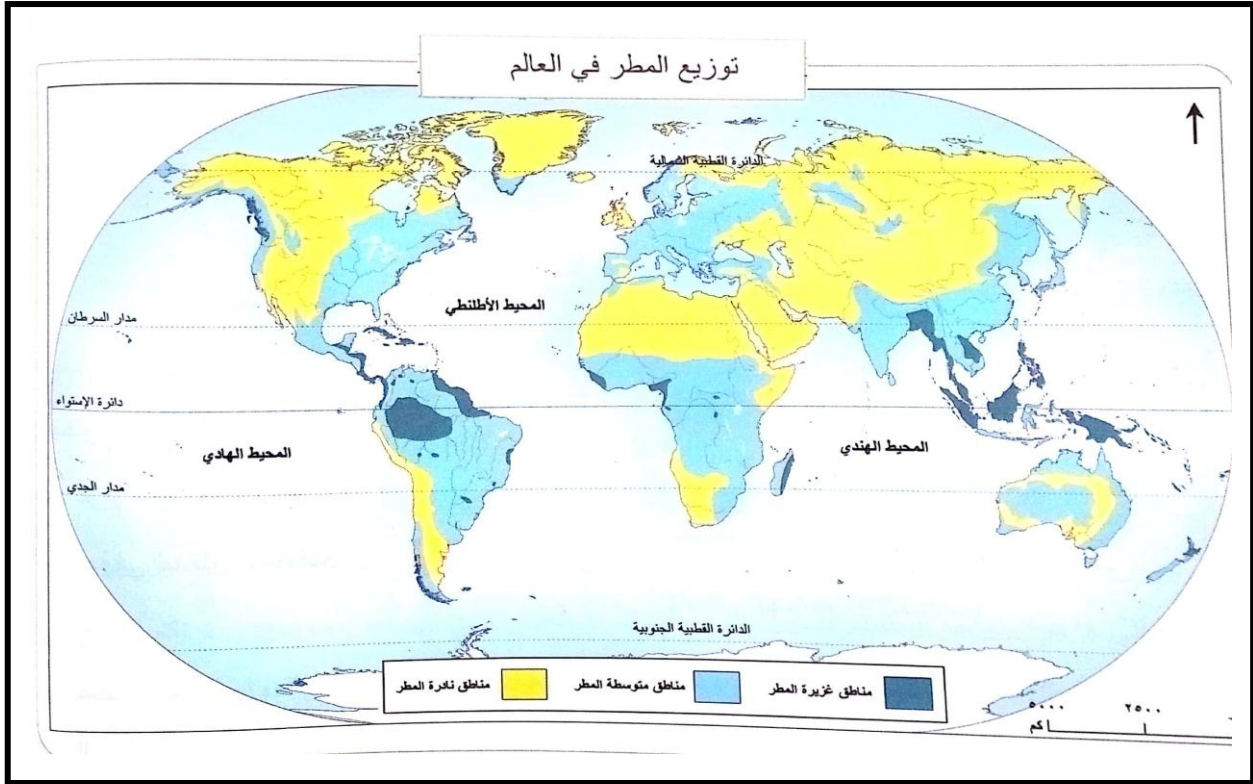 توزيع المطر في العالم
الدائرة القطبية الشمالية
المحيط الأطلنطي
مدار السرطان
دائرة الإستواء
المحيط الهادي
المحيط الهندي
مدار الجدي
الدائرة القطبية الجنوبية
مناطق غزيرة المطر
مناطق متوسطة المطر
مناطق نادرة المطر
٢٥٠٠
٥٠٠٠
كم